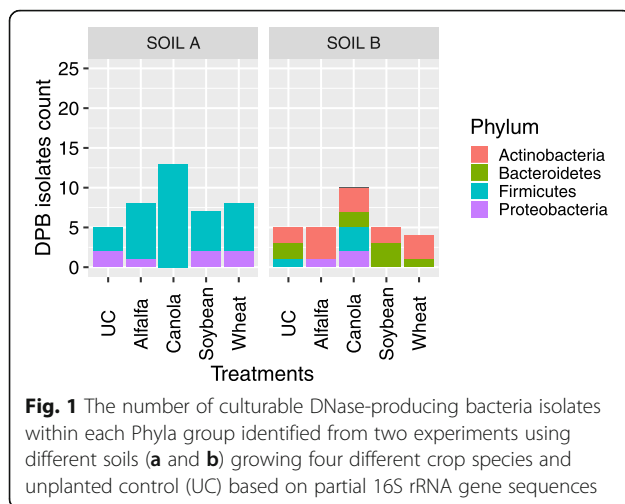 SOIL A
SOIL B
25
20
15
10
5
0
DPB isolates count
UC
Alfalfa
Canola
Soybean
Wheat
UC
Alfalfa
Canola
Soybean
Wheat
Treatments
Phylum
Actinobacteria
Bacteroidetes
Firmicutes
Proteobacteria
Fig. 1 The number of culturable DNase-producing bacteria isolates
within each Phyla group identified from two experiments using
different soils (a and b) growing four different crop species and
unplanted control (UC) based on partial 16S rRNA gene sequences